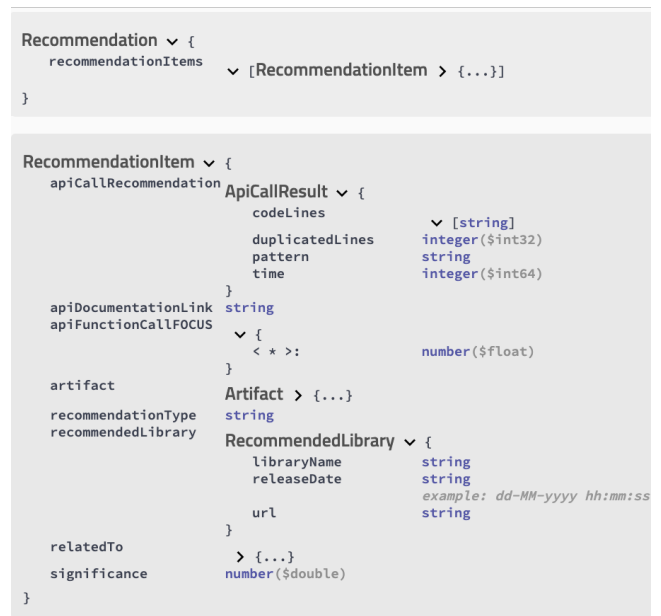 Recommendation {
recommendationItems
[RecommendationItem > {...}]
}
RecommendationItem {
apiCallRecommendation ApiCallResult {
codeLines [string]
duplicatedLines integer($int32)
pattern string
time integer($int64)
}
apiDocumentationLink string
apiFunctionCallFOCUS
{
< * >: number($float)
}
artifact Artifact > {...}
recommendationType string
recommendedLibrary RecommendedLibrary {
libraryName string
releaseDate string
example: dd-MM-yyyy hh:mm:ss
url string
}
relatedTo > {...}
significance number($double)
}